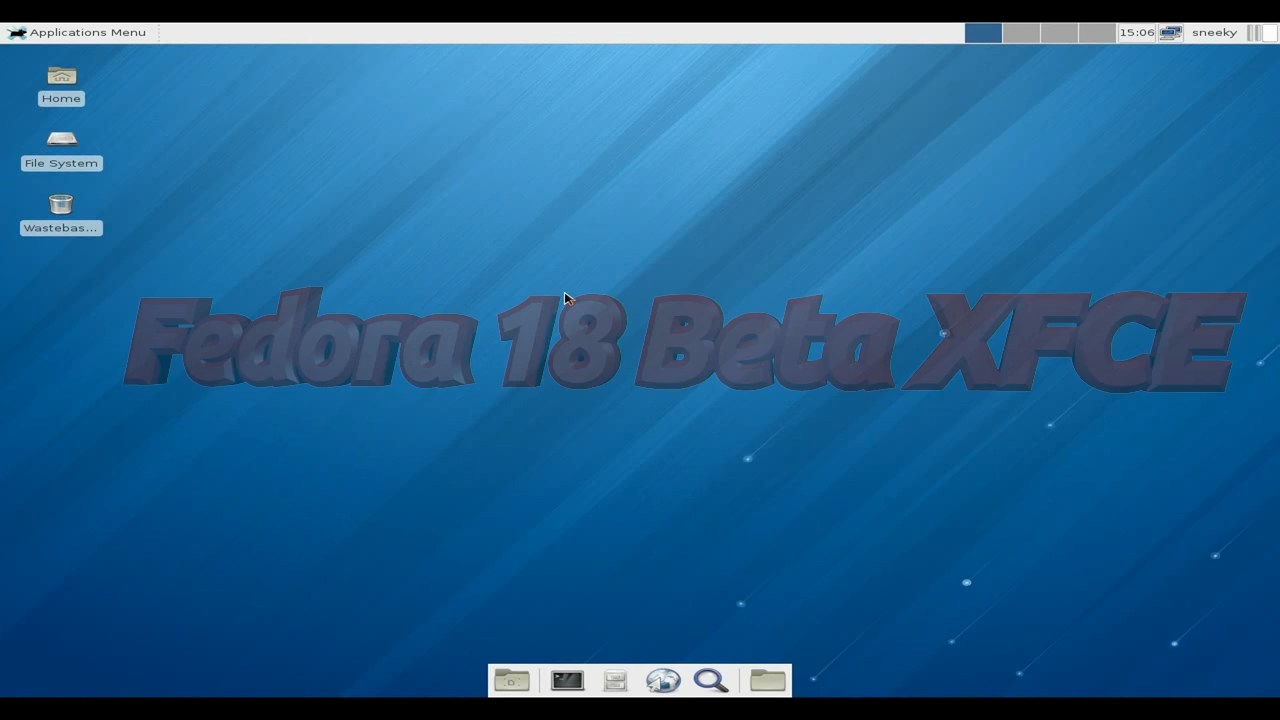 Applications Menu
15:06
sneeky
Home
File System
Wastebas...
Fedora 18 Beta XFCE